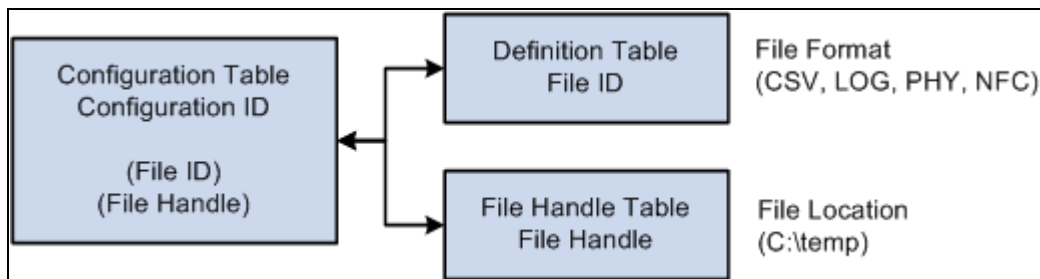 Configuration Table
Configuration ID
(File ID)
(File Handle)
Definition Table
File ID
File Format
(CSV, LOG, PHY, NFC)
File Handle Table
File Handle
File Location
(C:\temp)